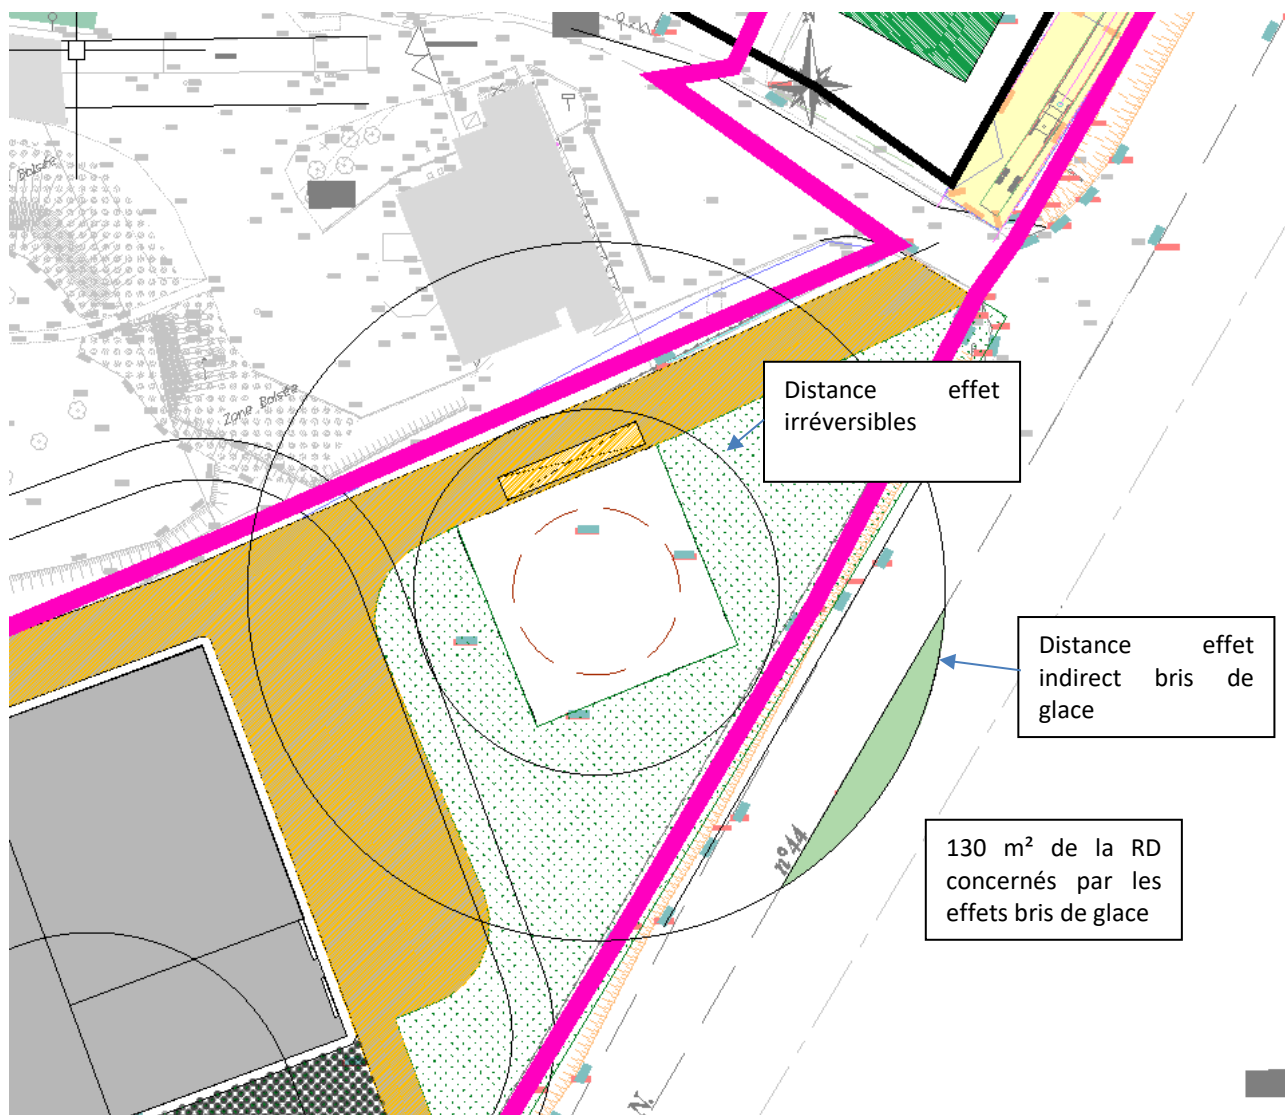 Boisée
Zone Boisée
Distance effet
irréversibles
Distance effet
indirect bris de
glace
130 m² de la RD
concernés par les
effets bris de glace
n°44
N.